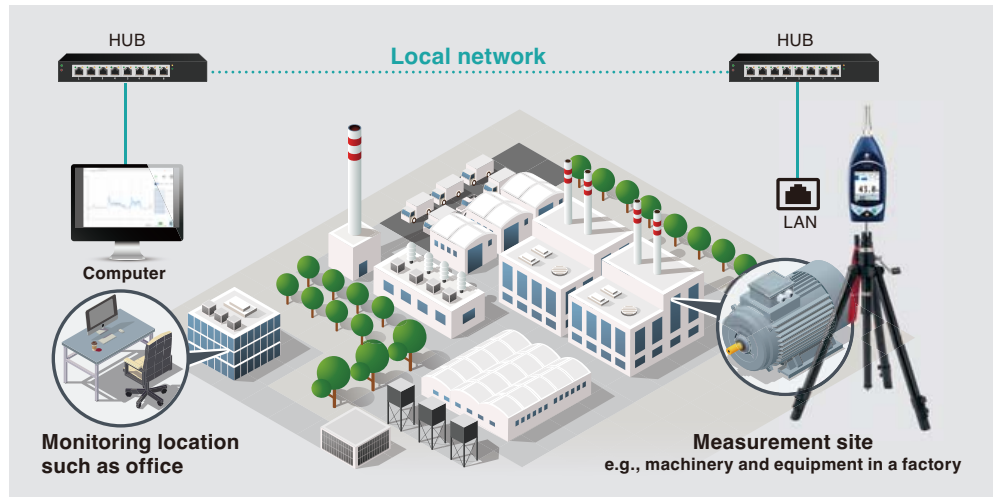 HUB
Local network
HUB
LAN
Computer
Monitoring location
such as office
Measurement site
e.g., machinery and equipment in a factory